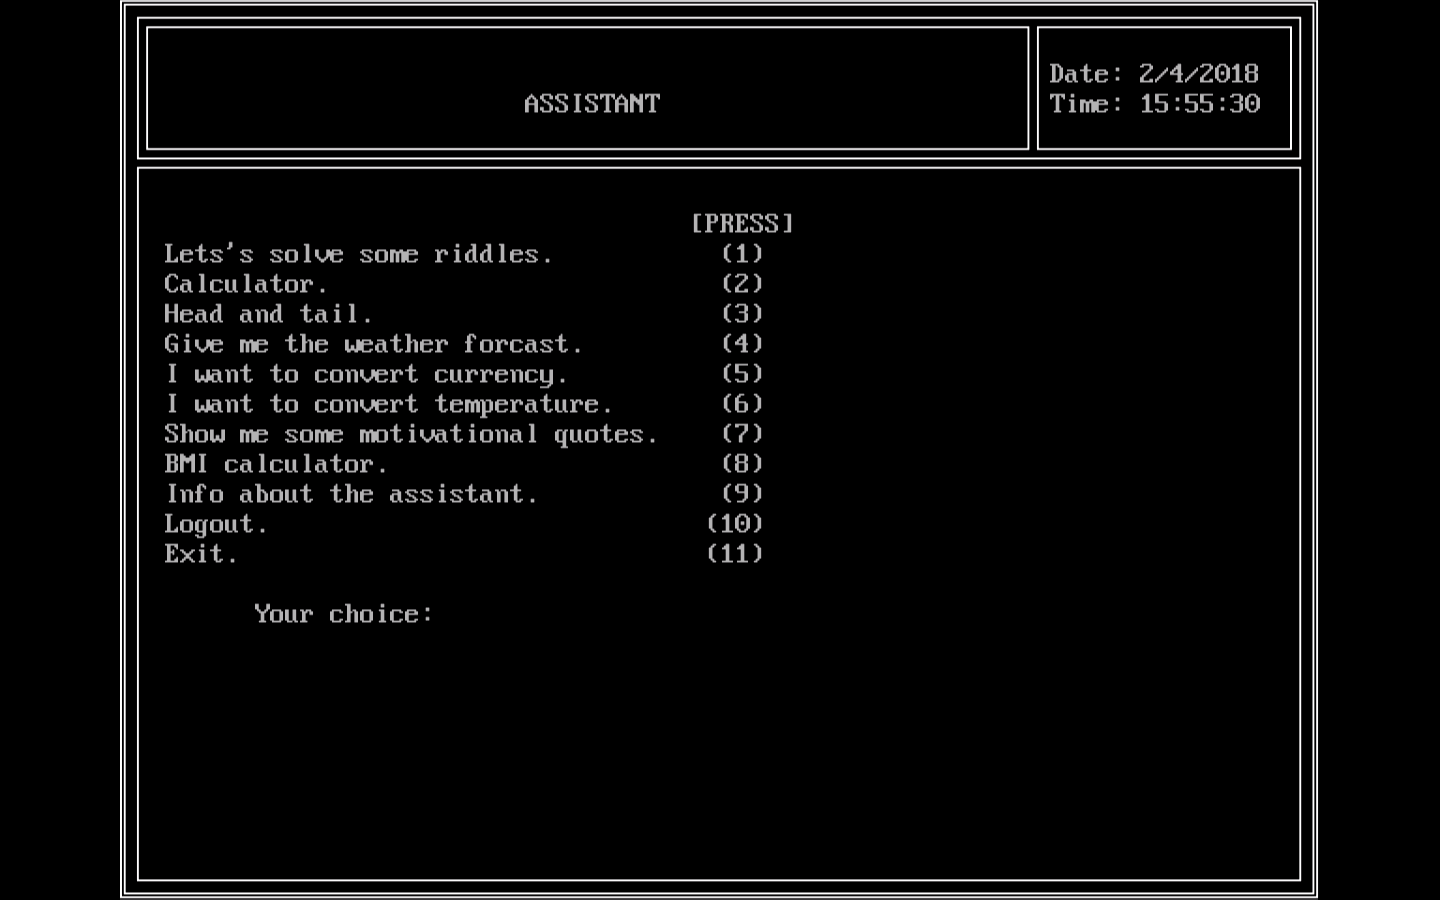 ASSISTANT
Date: 2/4/2018
Time: 15:55:30
[PRESS]
Lets's solve some riddles. (1)
Calculator. (2)
Head and tail. (3)
Give me the weather forcast. (4)
I want to convert currency. (5)
I want to convert temperature. (6)
Show me some motivational quotes. (7)
BMI calculator. (8)
Info about the assistant. (9)
Logout. (10)
Exit. (11)
Your choice: